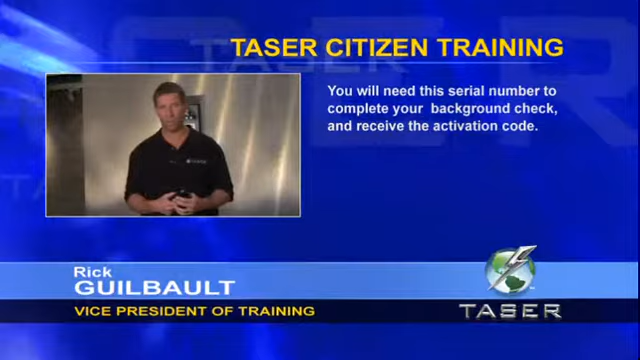 TASER CITIZEN TRAINING
You will need this serial number to
complete your background check,
and receive the activation code.
Rick
GUILBAULT
VICE PRESIDENT OF TRAINING
TASER